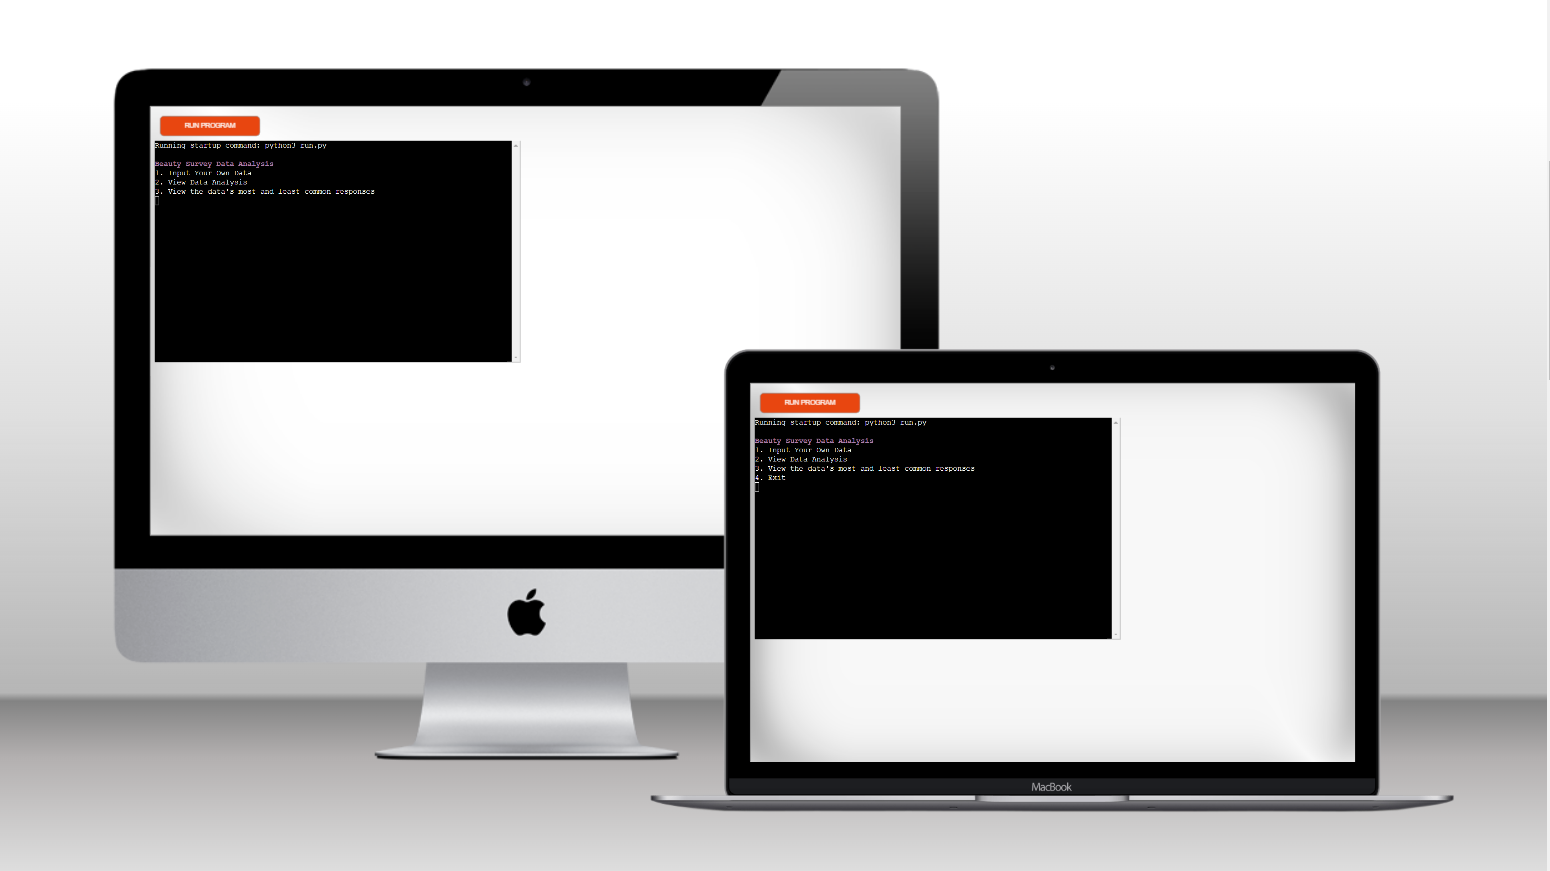 RUN PROGRAM
Running startup command: python3 run.py
Beauty Survey Data Analysis
1. Input Your Own Data
2. View Data Analysis
3. View the data's most and least common responses
RUN PROGRAM
Running startup command: python3 run.py
Beauty Survey Data Analysis
1. Input Your Own Data
2. View Data Analysis
3. View the data's most and least common responses
4. Exit
MacBook